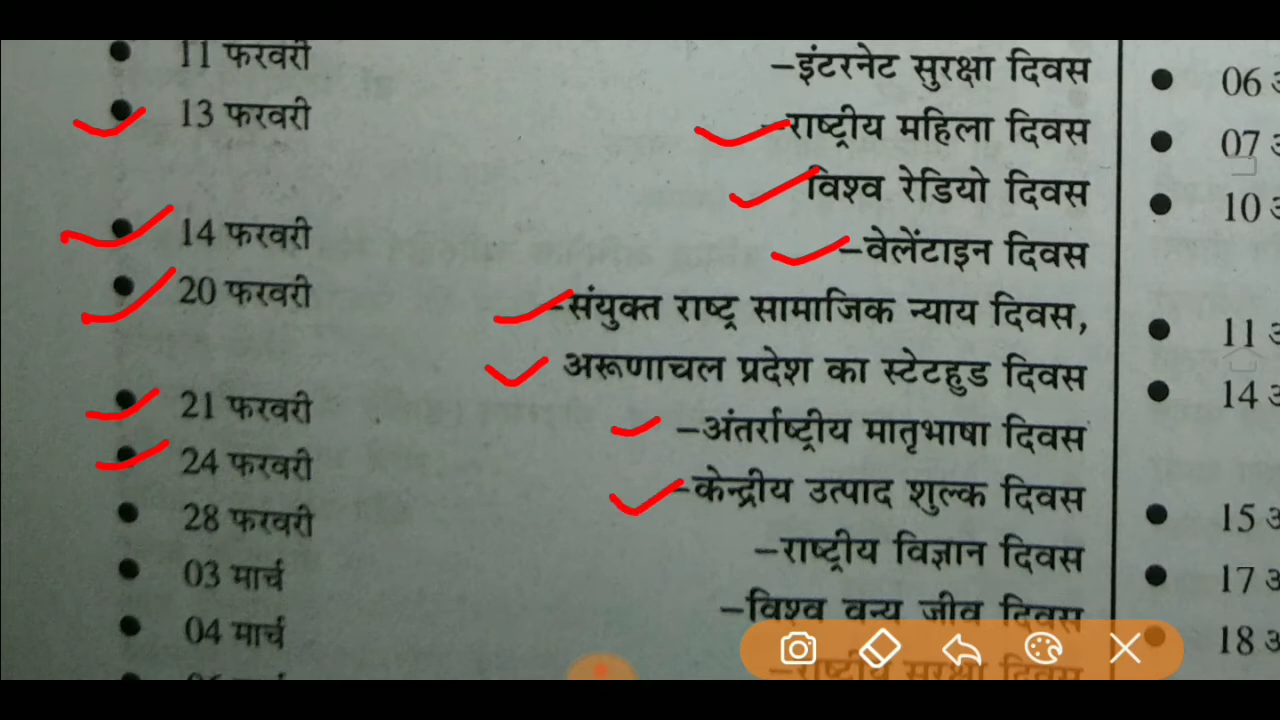 11 फरवरी
–इंटरनेट सुरक्षा दिवस
13 फरवरी
–राष्ट्रीय महिला दिवस
विश्व रेडियो दिवस
14 फरवरी
–वेलेंटाइन दिवस
20 फरवरी
–संयुक्त राष्ट्र सामाजिक न्याय दिवस,
अरूणाचल प्रदेश का स्टेटहुड दिवस
21 फरवरी
–अंतर्राष्ट्रीय मातृभाषा दिवस
24 फरवरी
–केन्द्रीय उत्पाद शुल्क दिवस
28 फरवरी
–राष्ट्रीय विज्ञान दिवस
03 मार्च
–विश्व वन्य जीव दिवस
04 मार्च
–राष्ट्रीय सुरक्षा दिवस
06
07
10
11
14
15
17
18